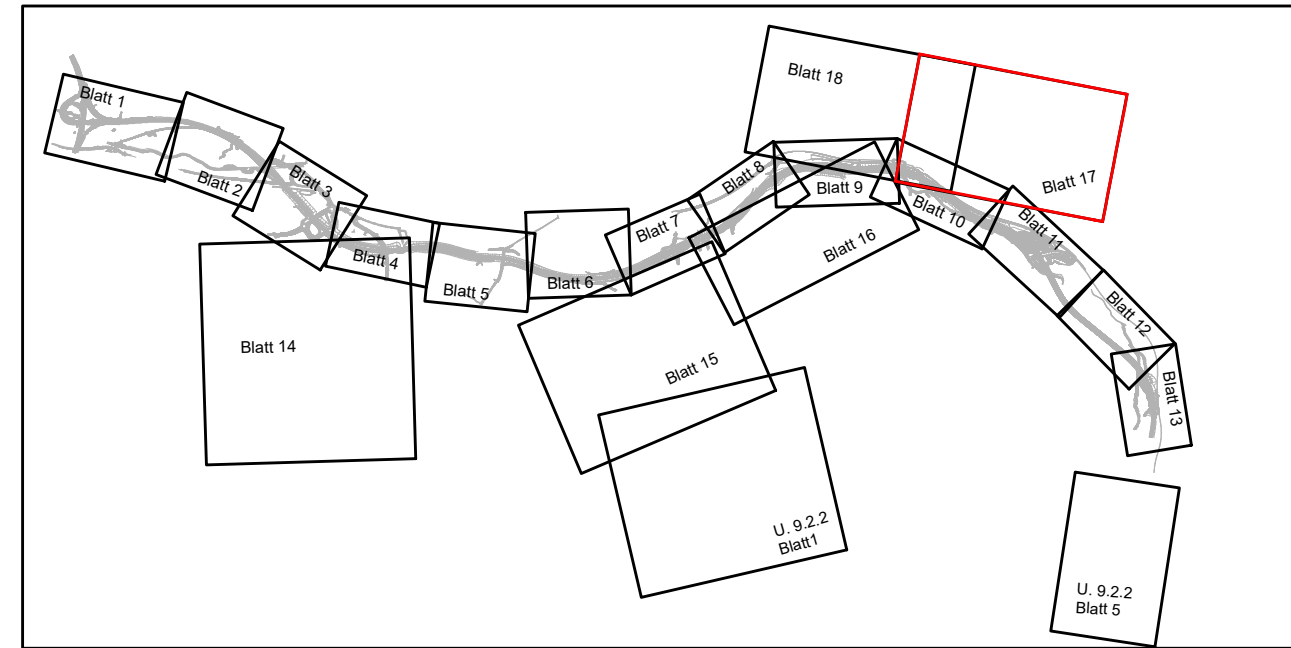 Blatt 1
Blatt 2
Blatt 3
Blatt 4
Blatt 5
Blatt 6
Blatt 7
Blatt 8
Blatt 9
Blatt 10
Blatt 11
Blatt 12
Blatt 13
Blatt 14
Blatt 15
Blatt 16
Blatt 17
Blatt 18
U. 9.2.2
Blatt1
U. 9.2.2
Blatt 5